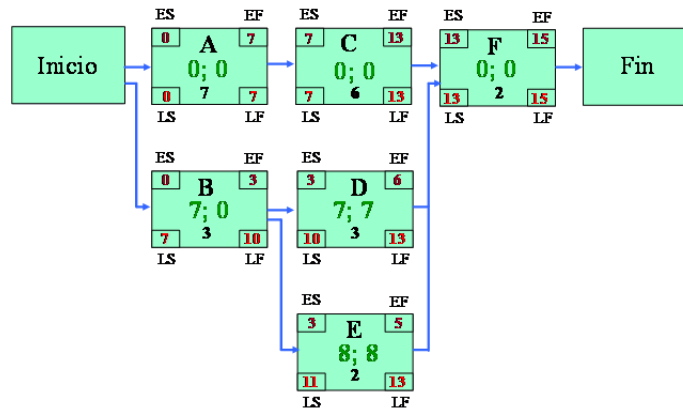 ES EF ES EF ES EF
0 7 7 13 13 15
Inicio A C F Fin
0; 0 0; 0 0; 0
0 7 7 7 6 13 13 2 15
LS LF LS LF LS LF
ES EF ES EF
0 3 3 6
B D
7; 0 7; 7
7 3 10 10 3 13
LS LF LS LF
ES EF
3 5
E
8; 8
11 2 13
LS LF